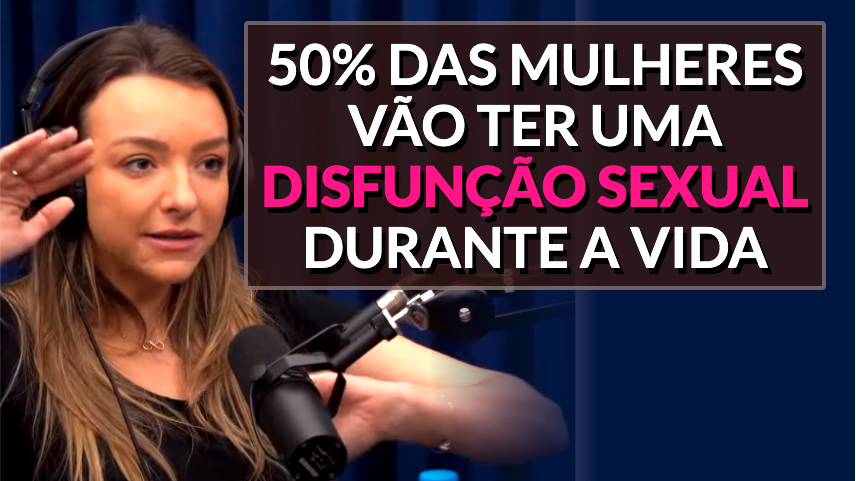 50% DAS MULHERES
VÃO TER UMA
DISFUNÇÃO SEXUAL
DURANTE A VIDA